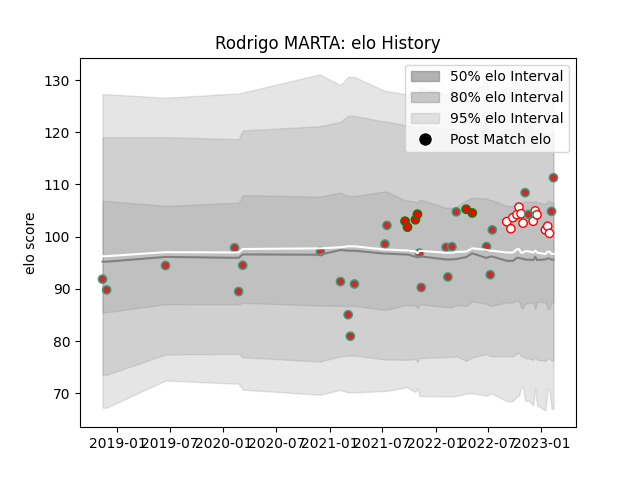 Rodrigo MARTA: elo History
50% elo Interval
80% elo Interval
95% elo Interval
Post Match elo
elo score
130
120
110
100
90
80
70
2019-01
2019-07
2020-01
2020-07
2021-01
2021-07
2022-01
2022-07
2023-01